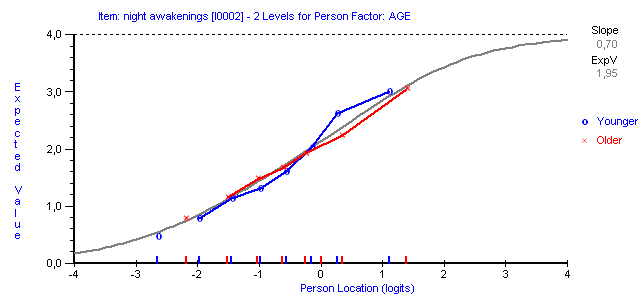 Item: night awakenings [I0002] - 2 Levels for Person Factor: AGE
Slope
0,70
ExpV
1,95
o Younger
× Older
Expected Value
4,0
3,0
2,0
1,0
0,0
-4 -3 -2 -1 0 1 2 3 4
Person Location (logits)